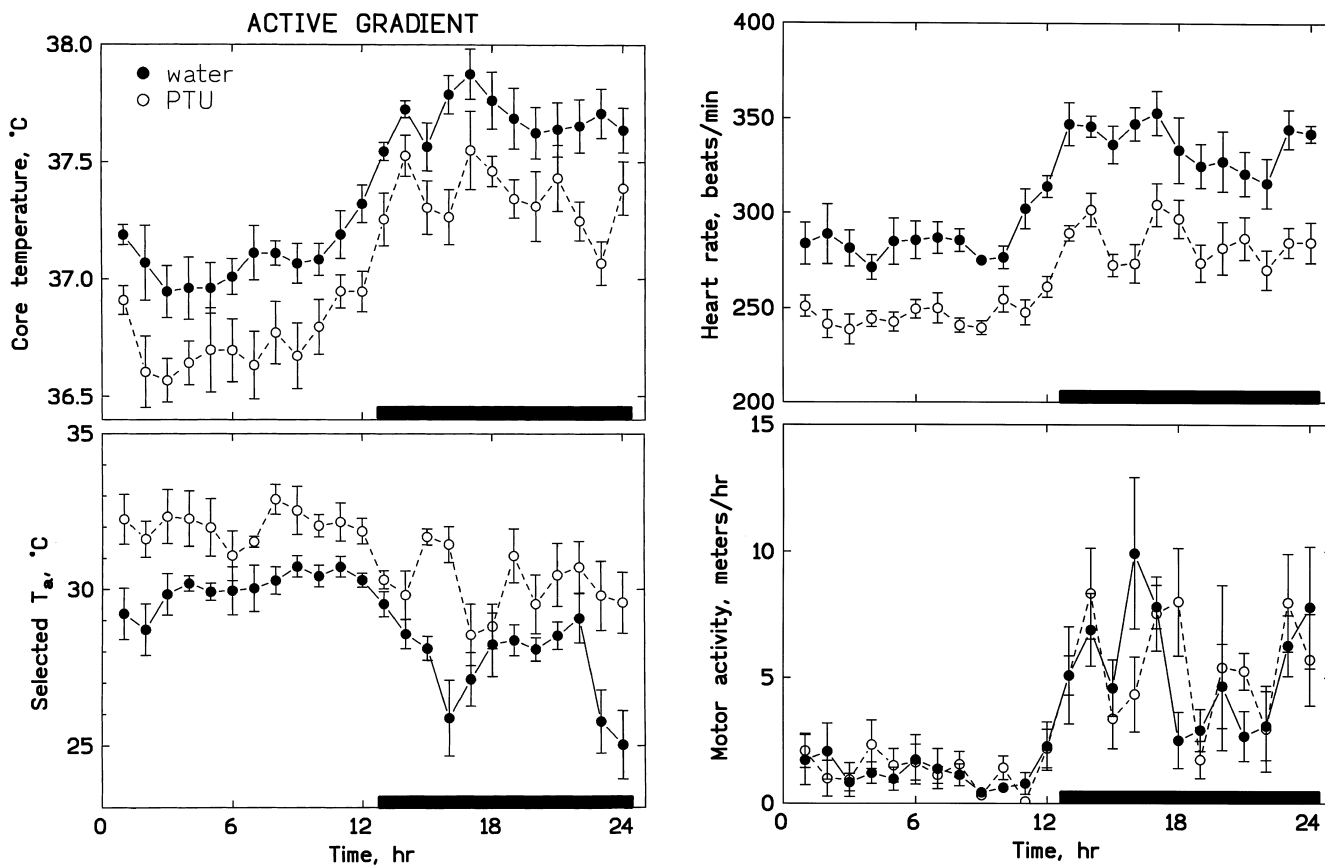 ACTIVE GRADIENT
38.0
37.5
37.0
36.5
Core temperature, °C
water
PTU
35
30
25
Selected Ta, °C
0 6 12 18 24
Time, hr
400
350
300
250
200
Heart rate, beats/min
15
10
5
0
Motor activity, meters/hr
0 6 12 18 24
Time, hr